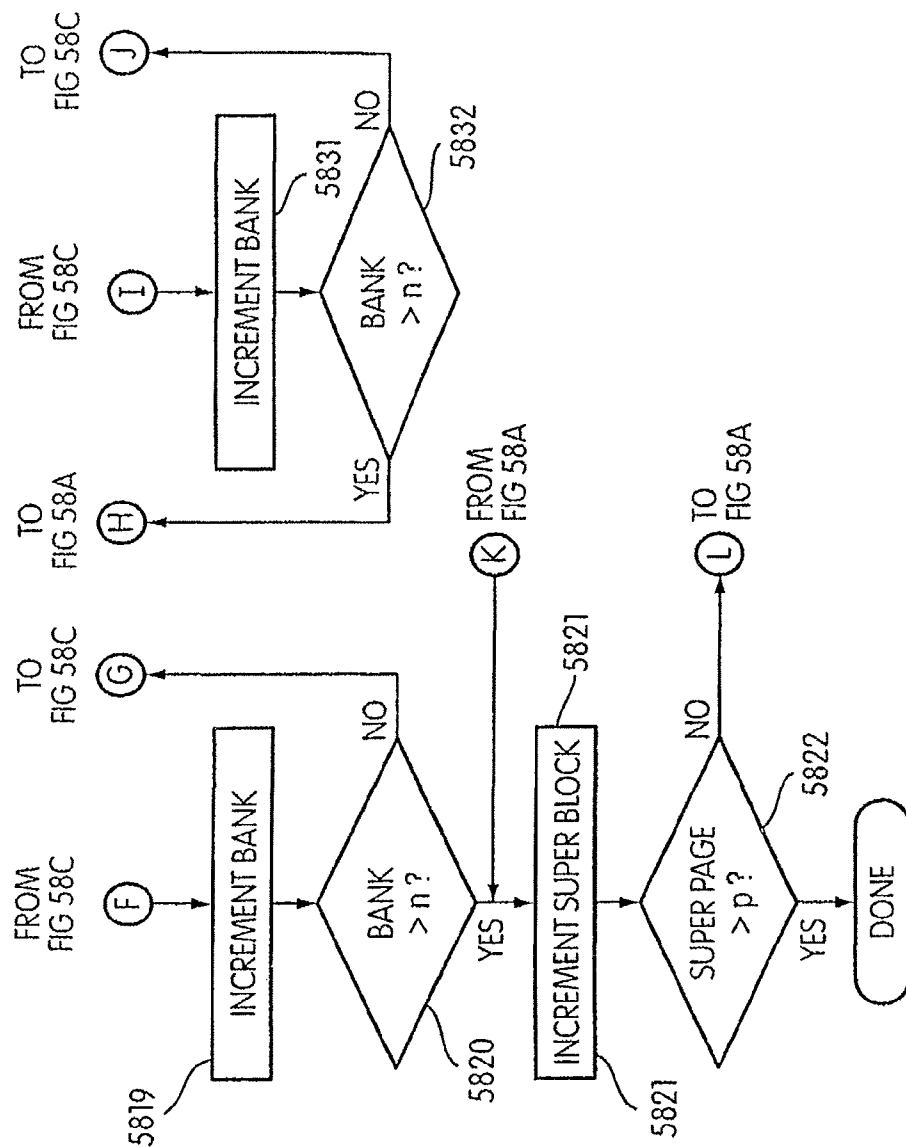 FROM
FIG 58C
F
TO
FIG 58C
G
5819
INCREMENT BANK
BANK
> n ?
NO
YES
5820
K
FROM
FIG 58A
5821
INCREMENT SUPER BLOCK
5821
SUPER PAGE
> p ?
NO
L
TO
FIG 58A
YES
5822
DONE
TO
FIG 58A
H
FROM
FIG 58C
I
TO
FIG 58C
J
INCREMENT BANK
5831
BANK
> n ?
YES
NO
5832